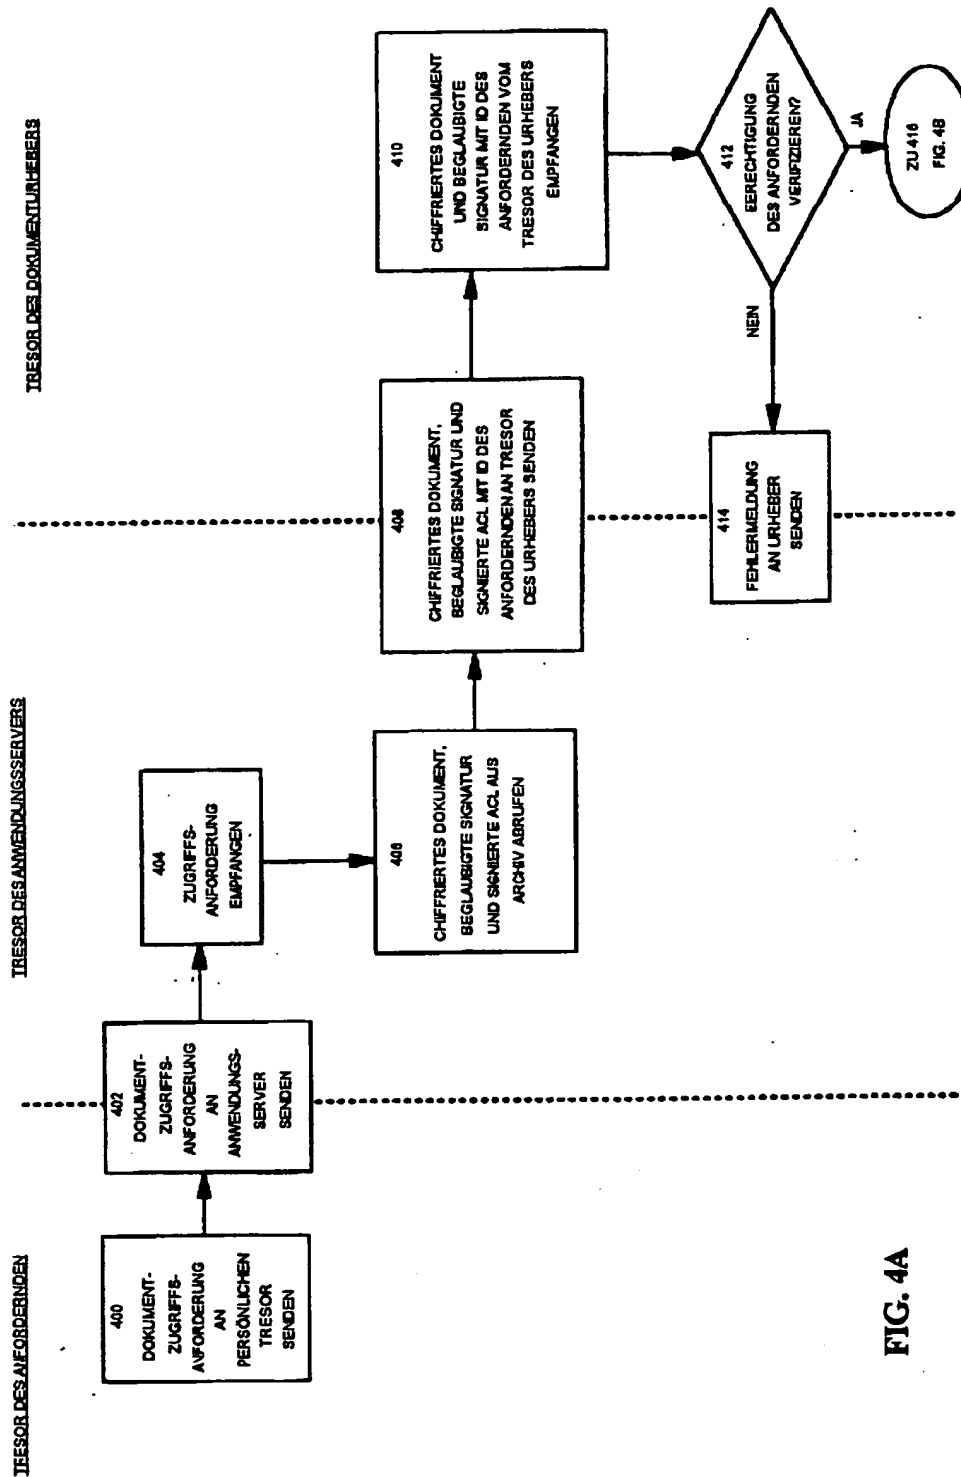 TEESOR DES ANFORDERNDEN
TRESOR DES ANWENDUNGSSERVERS
TRESOR DES DOKUMENTURHEBERS
400
DOKUMENT-
ZUGRIFFS-
ANFORDERUNG
AN
PERSÖNLICHEN
TRESOR
SENDEN
402
DOKUMENT-
ZUGRIFFS-
ANFORDERUNG
AN
ANWENDUNGS-
SERVER
SENDEN
404
ZUGRIFFS-
ANFORDERUNG
EMPFANGEN
406
CHIFFRIERTES DOKUMENT,
BEGLAUBIGTE SIGNATUR
UND SIGNIERTE ACL AUS
ARCHIV ABRUFEN
408
CHIFFRIERTES DOKUMENT,
BEGLAUBIGTE SIGNATUR UND
SIGNIERTE ACL MIT ID DES
ANFORDERNDEN AN TRESOR
DES URHEBERS SENDEN
410
CHIFFRIERTES DOKUMENT
UND BEGLAUBIGTE
SIGNATUR MIT ID DES
ANFORDERNDEN VOM
TRESOR DES URHEBERS
EMPFANGEN
412
EERECHTIGUNG
DES ANFORDERNDEN
VERIFIZIEREN?
NEIN
JA
414
FEHLERMELDUNG
AN URHEBER
SENDEN
ZU 416
FIG. 4B
FIG. 4A